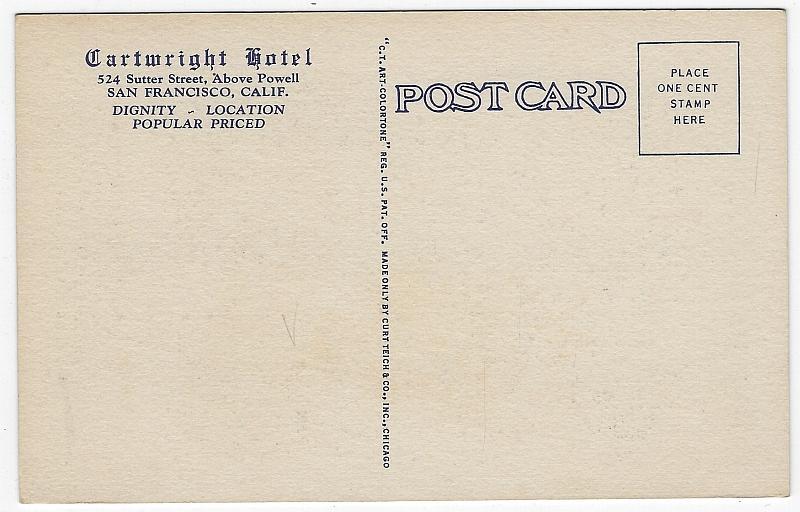 Cartwright Hotel
524 Sutter Street, Above Powell
SAN FRANCISCO, CALIF.
DIGNITY - LOCATION
POPULAR PRICED
"C.T. ART-COLORTONE" REG. U.S. PAT. OFF. MADE ONLY BY CURT TEICH & CO., INC., CHICAGO
POST CARD
PLACE
ONE CENT
STAMP
HERE